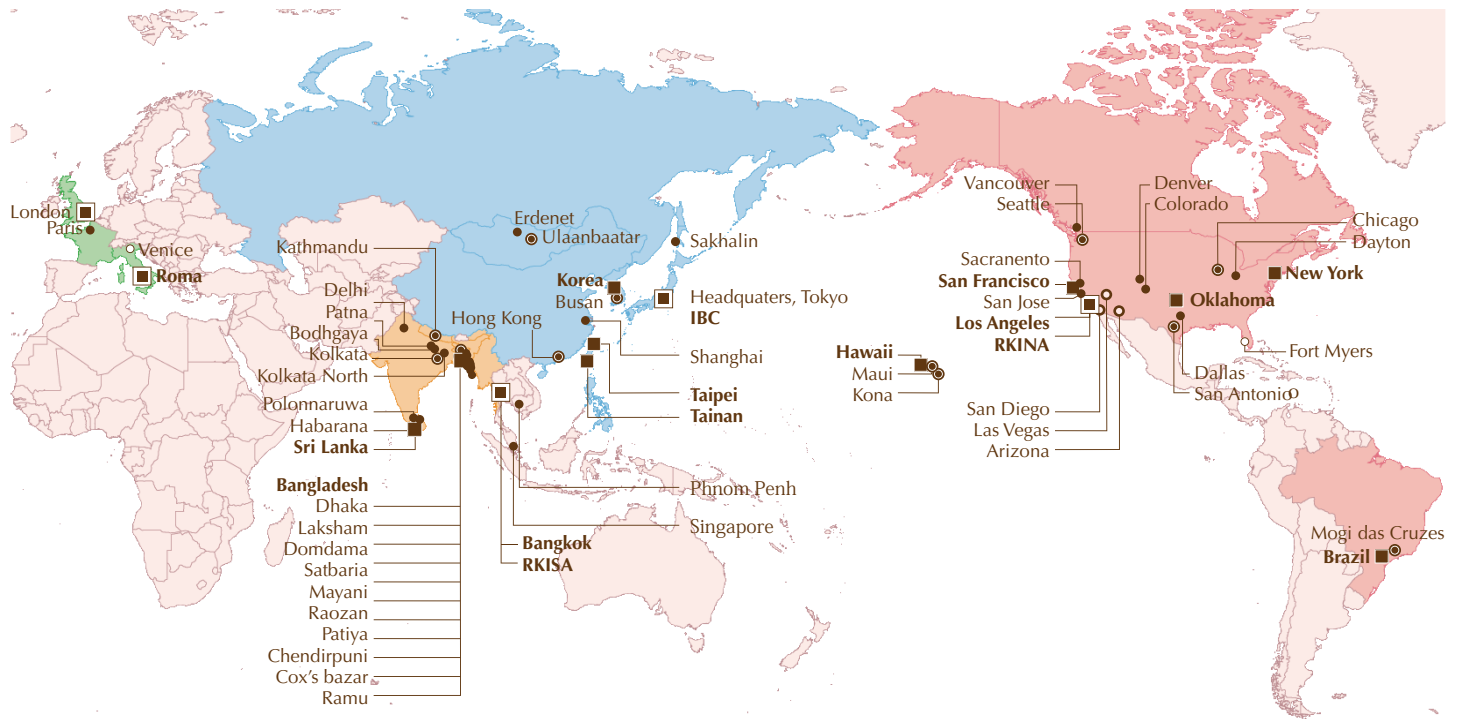 London
Paris
Venice
Roma
Kathmandu
Delhi
Patna
Bodhgaya
Kolkata
Kolkata North
Polonnaruwa
Habarana
Sri Lanka
Bangladesh
Dhaka
Laksham
Domdama
Satbaria
Mayani
Raozan
Patiya
Chendirpuni
Cox's bazar
Ramu
Erdenet
Ulaanbaatar
Sakhalin
Korea
Busan
Headquaters, Tokyo
IBC
Hong Kong
Shanghai
Taipei
Tainan
Phnom Penh
Singapore
Bangkok
RKISA
Hawaii
Maui
Kona
Vancouver
Seattle
Sacranento
San Francisco
San Jose
Los Angeles
RKINA
San Diego
Las Vegas
Arizona
Denver
Colorado
Chicago
Dayton
New York
Oklahoma
Fort Myers
Dallas
San Antonio
Mogi das Cruzes
Brazil